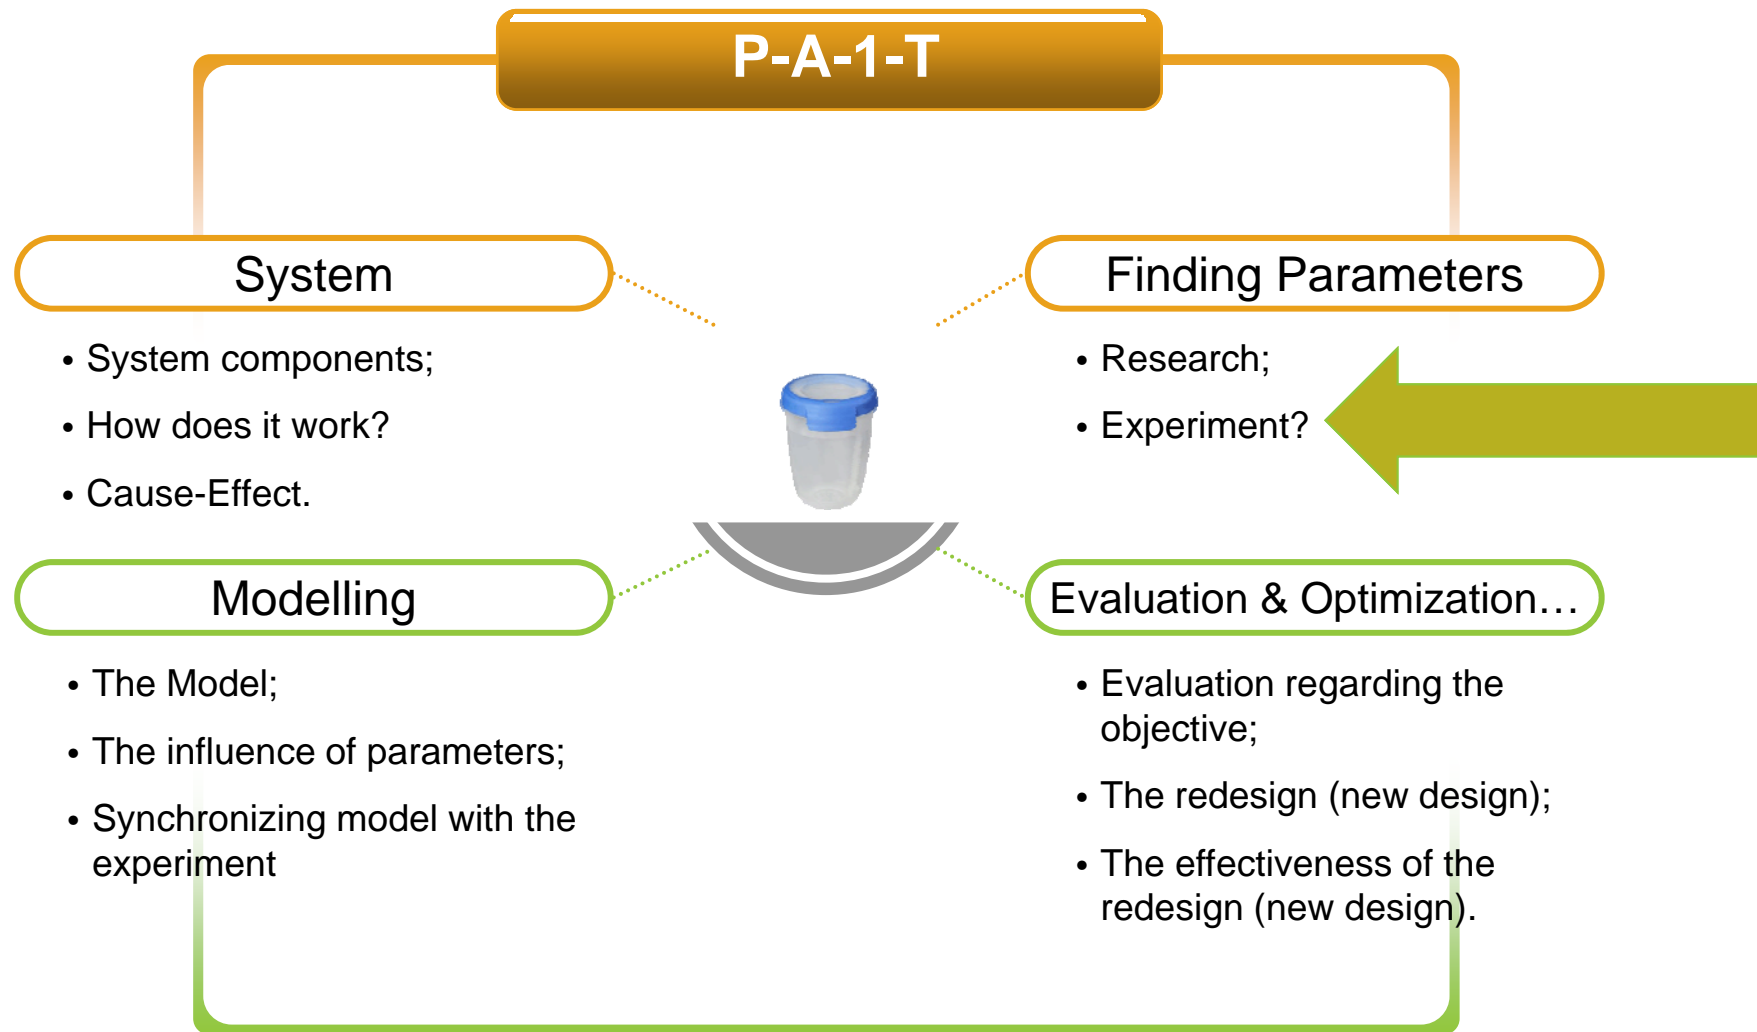 P-A-1-T
System
• System components;
• How does it work?
• Cause-Effect.
Finding Parameters
• Research;
• Experiment?
Modelling
• The Model;
• The influence of parameters;
• Synchronizing model with the
experiment
Evaluation & Optimization…
• Evaluation regarding the
objective;
• The redesign (new design);
• The effectiveness of the
redesign (new design).